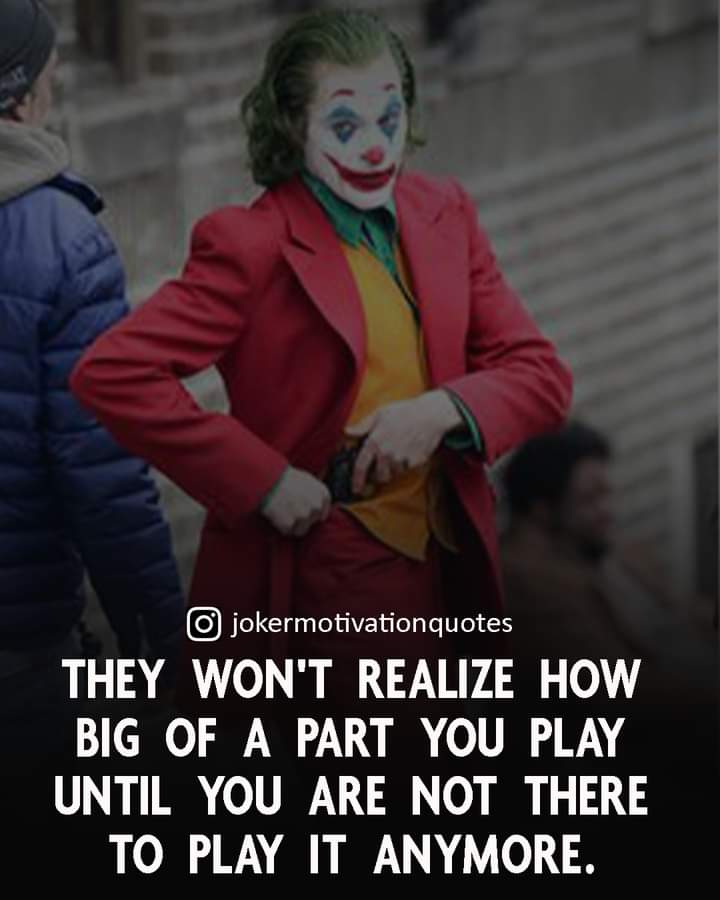 jokermotivationquotes
THEY WON'T REALIZE HOW
BIG OF A PART YOU PLAY
UNTIL YOU ARE NOT THERE
TO PLAY IT ANYMORE.